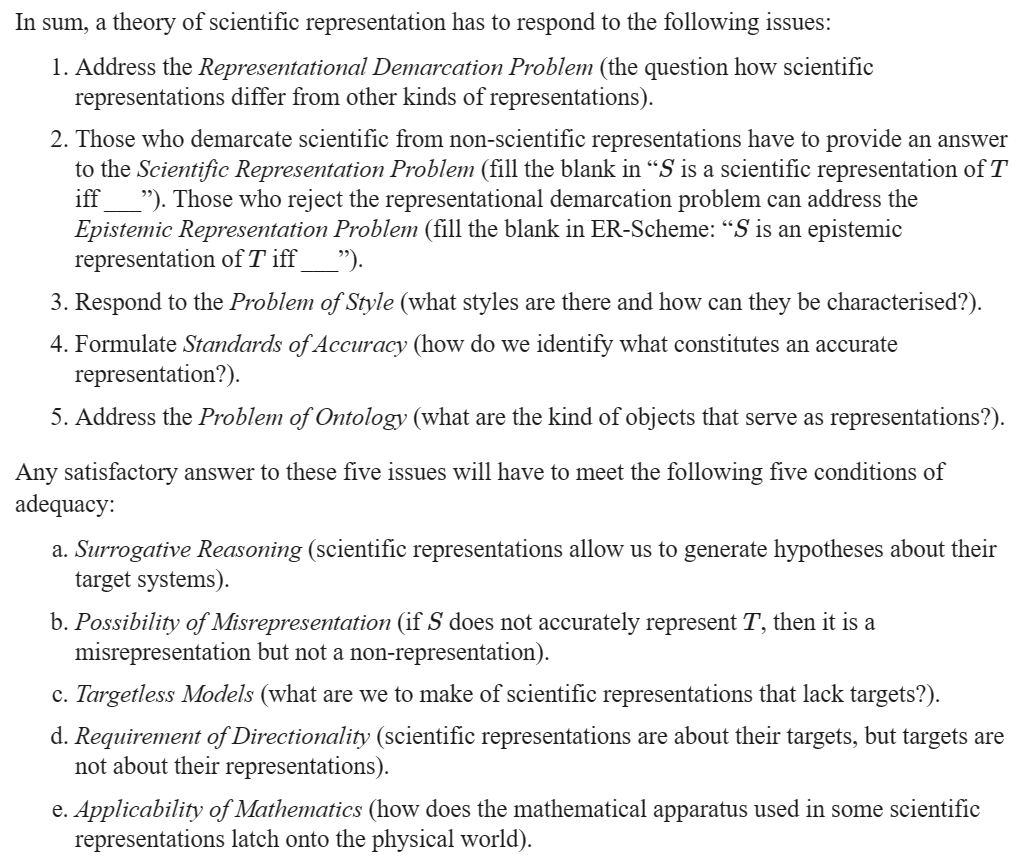 In sum, a theory of scientific representation has to respond to the following issues:
1. Address the Representational Demarcation Problem (the question how scientific
representations differ from other kinds of representations).
2. Those who demarcate scientific from non-scientific representations have to provide an answer
to the Scientific Representation Problem (fill the blank in “S is a scientific representation of T
iff ___”). Those who reject the representational demarcation problem can address the
Epistemic Representation Problem (fill the blank in ER-Scheme: “S is an epistemic
representation of T iff ___”).
3. Respond to the Problem of Style (what styles are there and how can they be characterised?).
4. Formulate Standards of Accuracy (how do we identify what constitutes an accurate
representation?).
5. Address the Problem of Ontology (what are the kind of objects that serve as representations?).
Any satisfactory answer to these five issues will have to meet the following five conditions of
adequacy:
a. Surrogative Reasoning (scientific representations allow us to generate hypotheses about their
target systems).
b. Possibility of Misrepresentation (if S does not accurately represent T, then it is a
misrepresentation but not a non-representation).
c. Targetless Models (what are we to make of scientific representations that lack targets?).
d. Requirement of Directionality (scientific representations are about their targets, but targets are
not about their representations).
e. Applicability of Mathematics (how does the mathematical apparatus used in some scientific
representations latch onto the physical world).